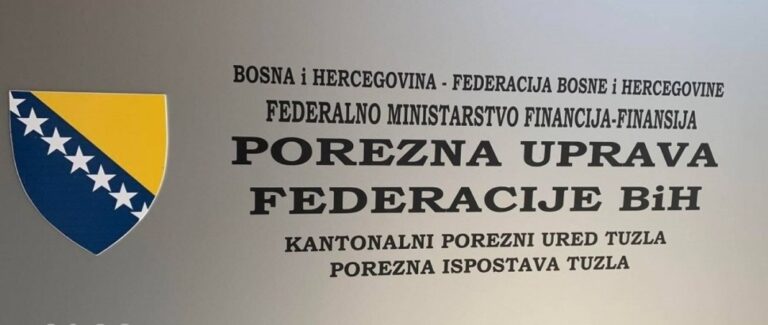 BOSNA i HERCEGOVINA - FEDERACIJA BOSNE i HERCEGOVINE
FEDERALNO MINISTARSTVO FINANCIJA-FINANSIJA
POREZNA UPRAVA
FEDERACIJE BiH
KANTONALNI POREZNI URED TUZLA
POREZNA ISPOSTAVA TUZLA